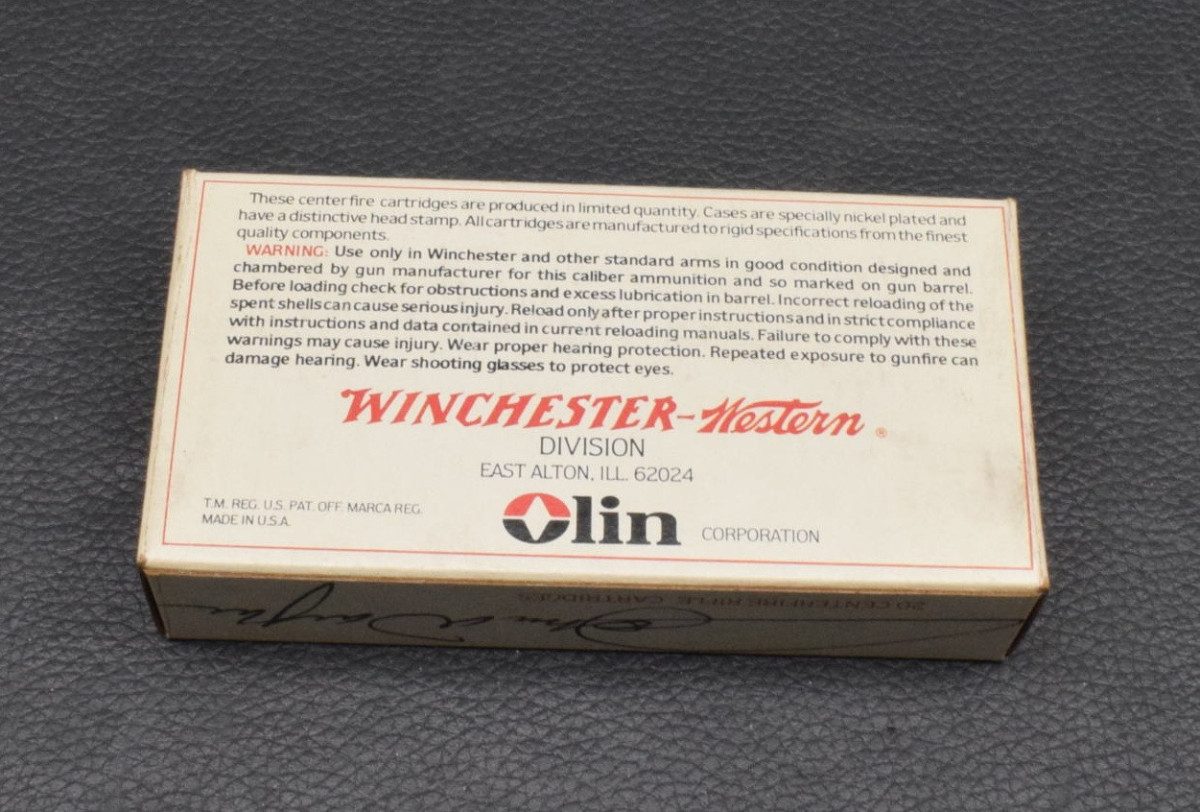 These centerfire cartridges are produced in limited quantity. Cases are specially nickel plated and
have a distinctive head stamp. All cartridges are manufactured to rigid specifications from the finest
quality components.
WARNING: Use only in Winchester and other standard arms in good condition designed and
chambered by gun manufacturer for this caliber ammunition and so marked on gun barrel.
Before loading check for obstructions and excess lubrication in barrel. Incorrect reloading of the
spent shells can cause serious injury. Reload only after proper instructions and in strict compliance
with instructions and data contained in current reloading manuals. Failure to comply with these
warnings may cause injury. Wear proper hearing protection. Repeated exposure to gunfire can
damage hearing. Wear shooting glasses to protect eyes.
WINCHESTER-Western ®
DIVISION
EAST ALTON, ILL. 62024
T.M. REG. U.S. PAT. OFF. MARCA REG.
MADE IN U.S.A.
Olin CORPORATION
20 CENTERFIRE RIFLE CARTRIDGES
John Wayne